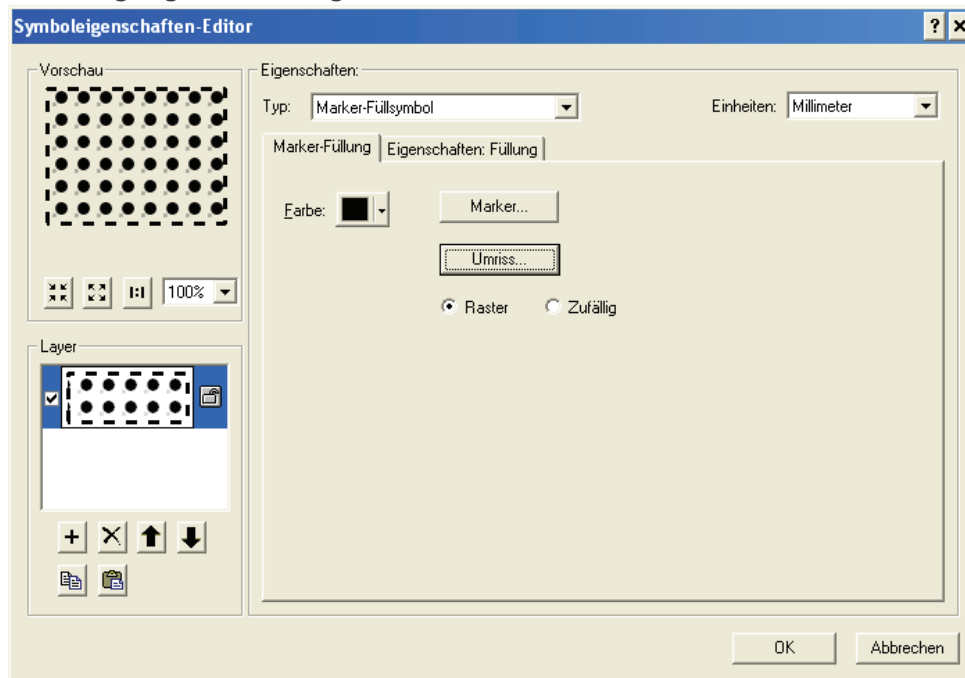 Symboleigenschaften-Editor
Vorschau
100%
Layer
Eigenschaften:
Typ: Marker-Füllsymbol
Einheiten: Millimeter
Marker-Füllung
Eigenschaften: Füllung
Farbe:
Marker...
Umriss...
Raster
Zufällig
OK
Abbrechen